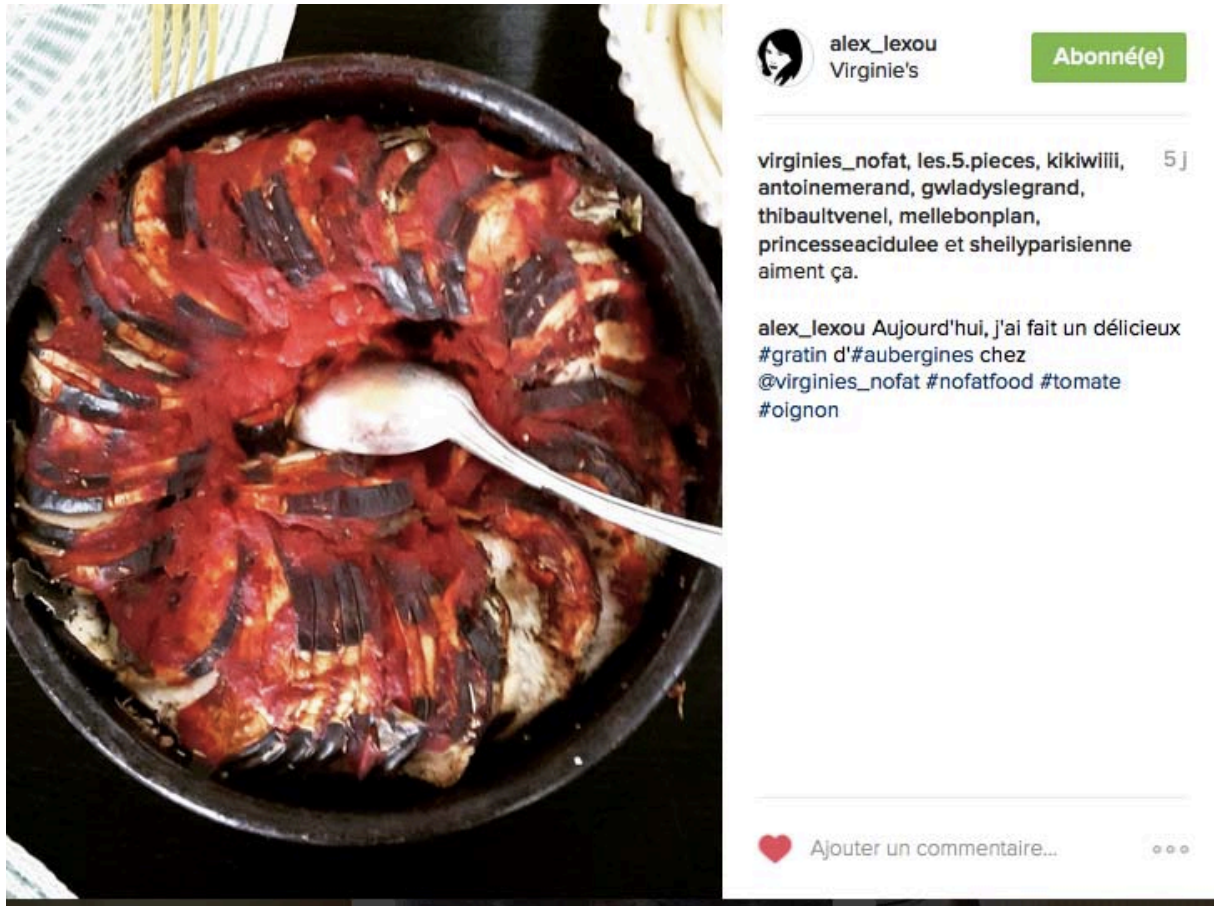 alex_lexou
Virginie's
Abonné(e)
virginies_nofat, les.5.pieces, kikiwiiii,
5 j
antoinemerand, gwladyslegrand,
thibaultvenel, mellebonplan,
princesseacidulee et sheilyparisienne
aiment ça.
alex_lexou Aujourd'hui, j'ai fait un délicieux
#gratin d'#aubergines chez
@virginies_nofat #nofatfood #tomate
#oignon
Ajouter un commentaire...